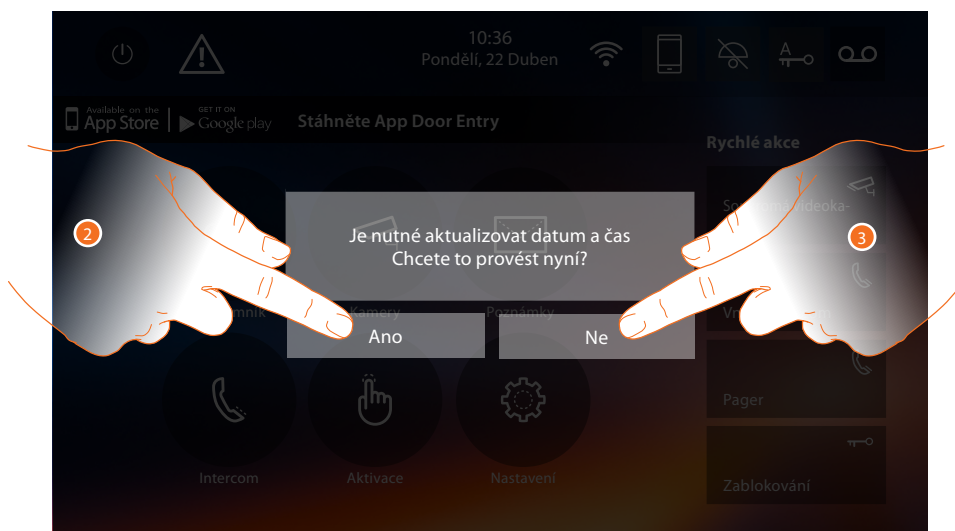 10:36
Pondělí, 22 Duben
A
Available on the
App Store
GET IT ON
Google play
Stáhněte App Door Entry
Rychlé akce
2
3
Je nutné aktualizovat datum a čas
Chcete to provést nyní?
Kamery
Poznámky
Ano
Ne
Pager
Intercom
Aktivace
Nastavení
Zablokování